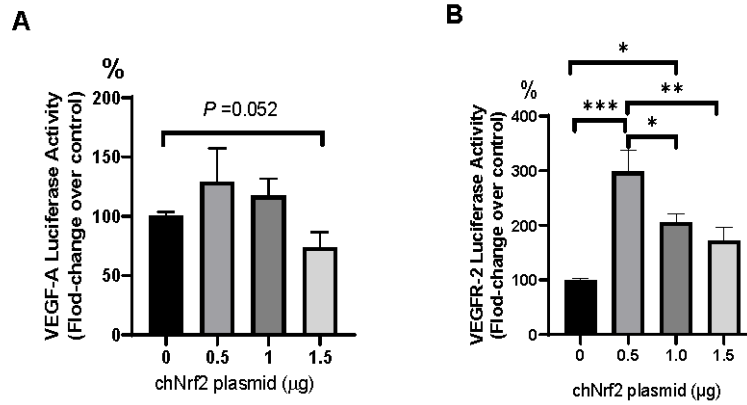 A
%
P =0.052
200
150
100
50
0
VEGF-A Luciferase Activity
(Flod-change over control)
0 0.5 1 1.5
chNrf2 plasmid (µg)
B
*
%
*** **
*
400
300
200
100
0
VEGFR-2 Luciferase Activity
(Flod-change over control)
0 0.5 1.0 1.5
chNrf2 plasmid (µg)